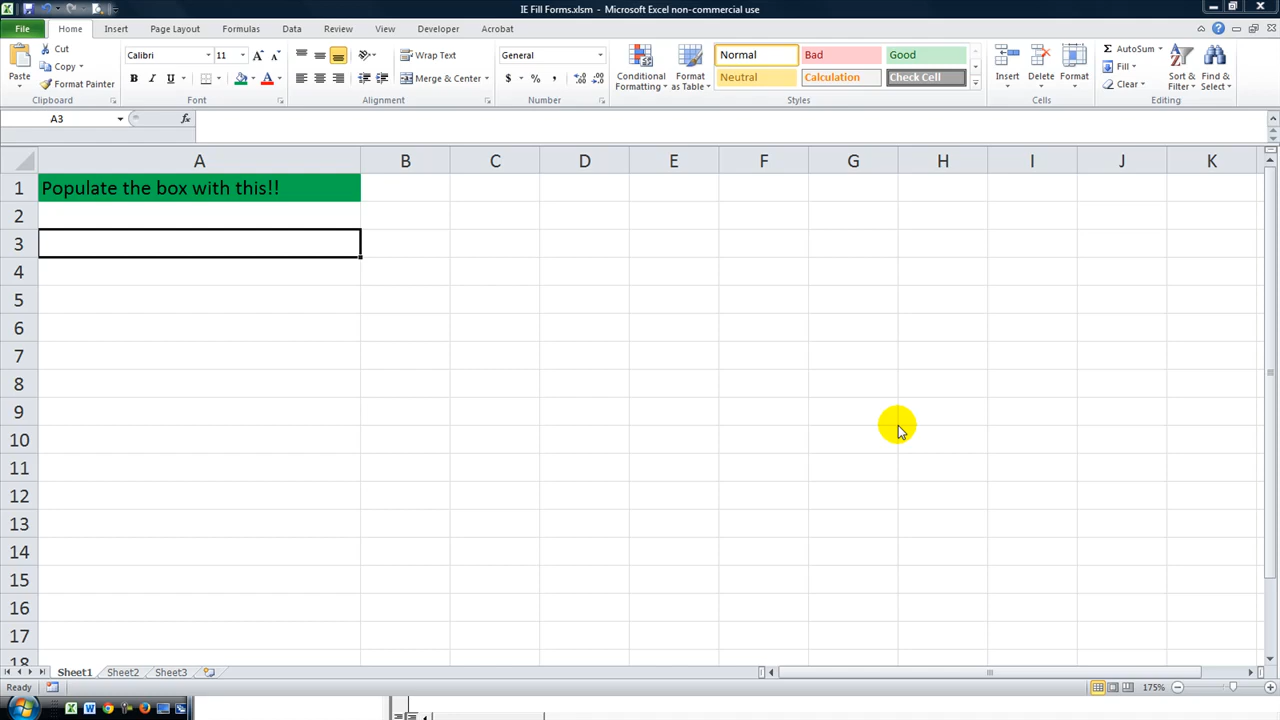 IE Fill Forms.xlsm - Microsoft Excel non-commercial use
File Home Insert Page Layout Formulas Data Review View Developer Acrobat
Paste
Cut
Copy
Format Painter
Clipboard
Calibri 11
B I U
A A
Font
Wrap Text
Merge & Center
Alignment
General
$ % ,
Number
Conditional Formatting
Format as Table
Normal Bad Good
Neutral Calculation Check Cell
Styles
Insert Delete Format
Cells
AutoSum
Fill
Clear
Sort & Filter
Find & Select
Editing
A3 fx
A B C D E F G H I J K
1 Populate the box with this!!
2
3
4
5
6
7
8
9
10
11
12
13
14
15
16
17
18
Sheet1 Sheet2 Sheet3
Ready 175%